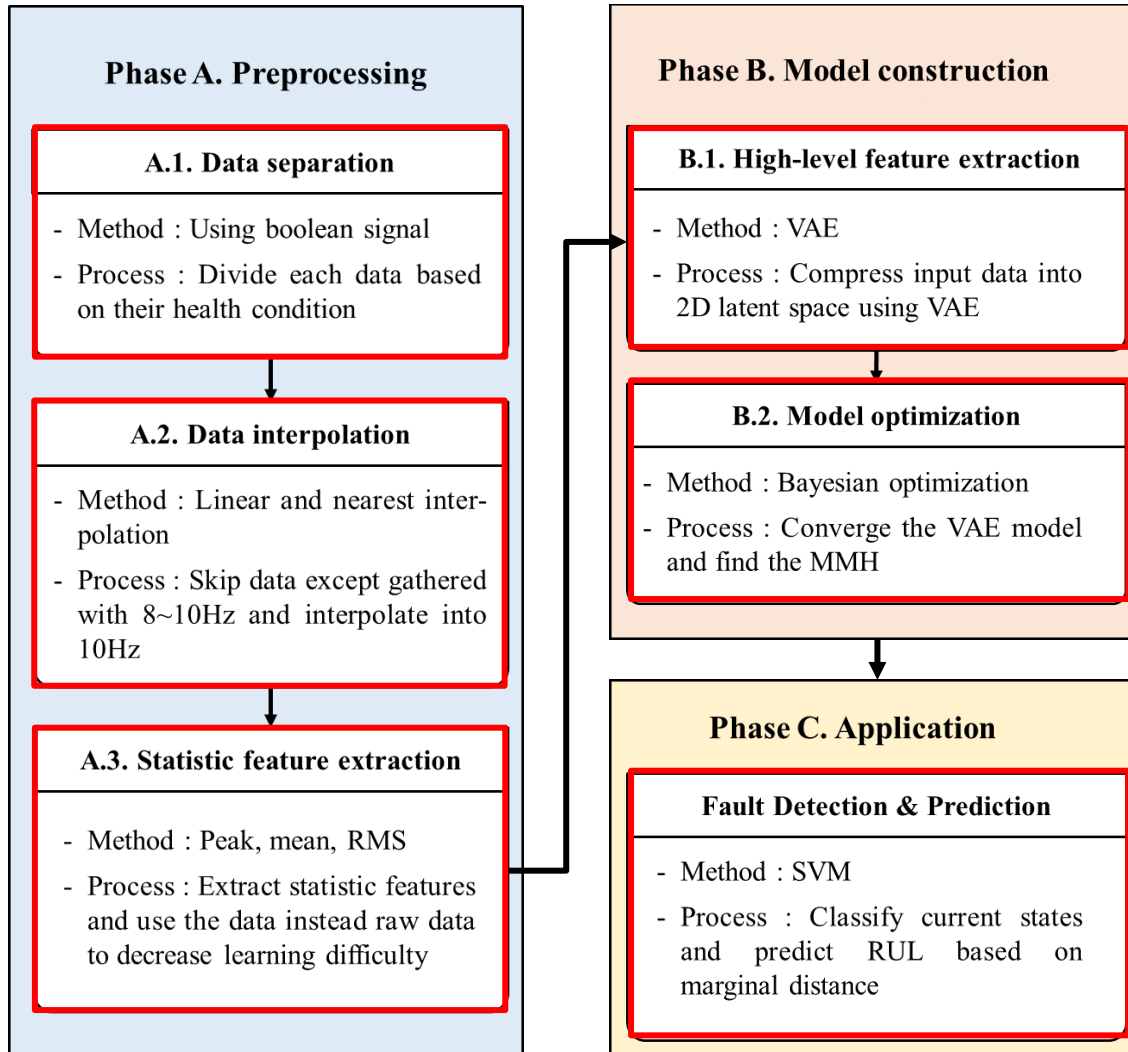 Phase A. Preprocessing
A.1. Data separation
- Method : Using boolean signal
- Process : Divide each data based
on their health condition
A.2. Data interpolation
- Method : Linear and nearest inter-
polation
- Process : Skip data except gathered
with 8~10Hz and interpolate into
10Hz
A.3. Statistic feature extraction
- Method : Peak, mean, RMS
- Process : Extract statistic features
and use the data instead raw data
to decrease learning difficulty
Phase B. Model construction
B.1. High-level feature extraction
- Method : VAE
- Process : Compress input data into
2D latent space using VAE
B.2. Model optimization
- Method : Bayesian optimization
- Process : Converge the VAE model
and find the MMH
Phase C. Application
Fault Detection & Prediction
- Method : SVM
- Process : Classify current states
and predict RUL based on
marginal distance